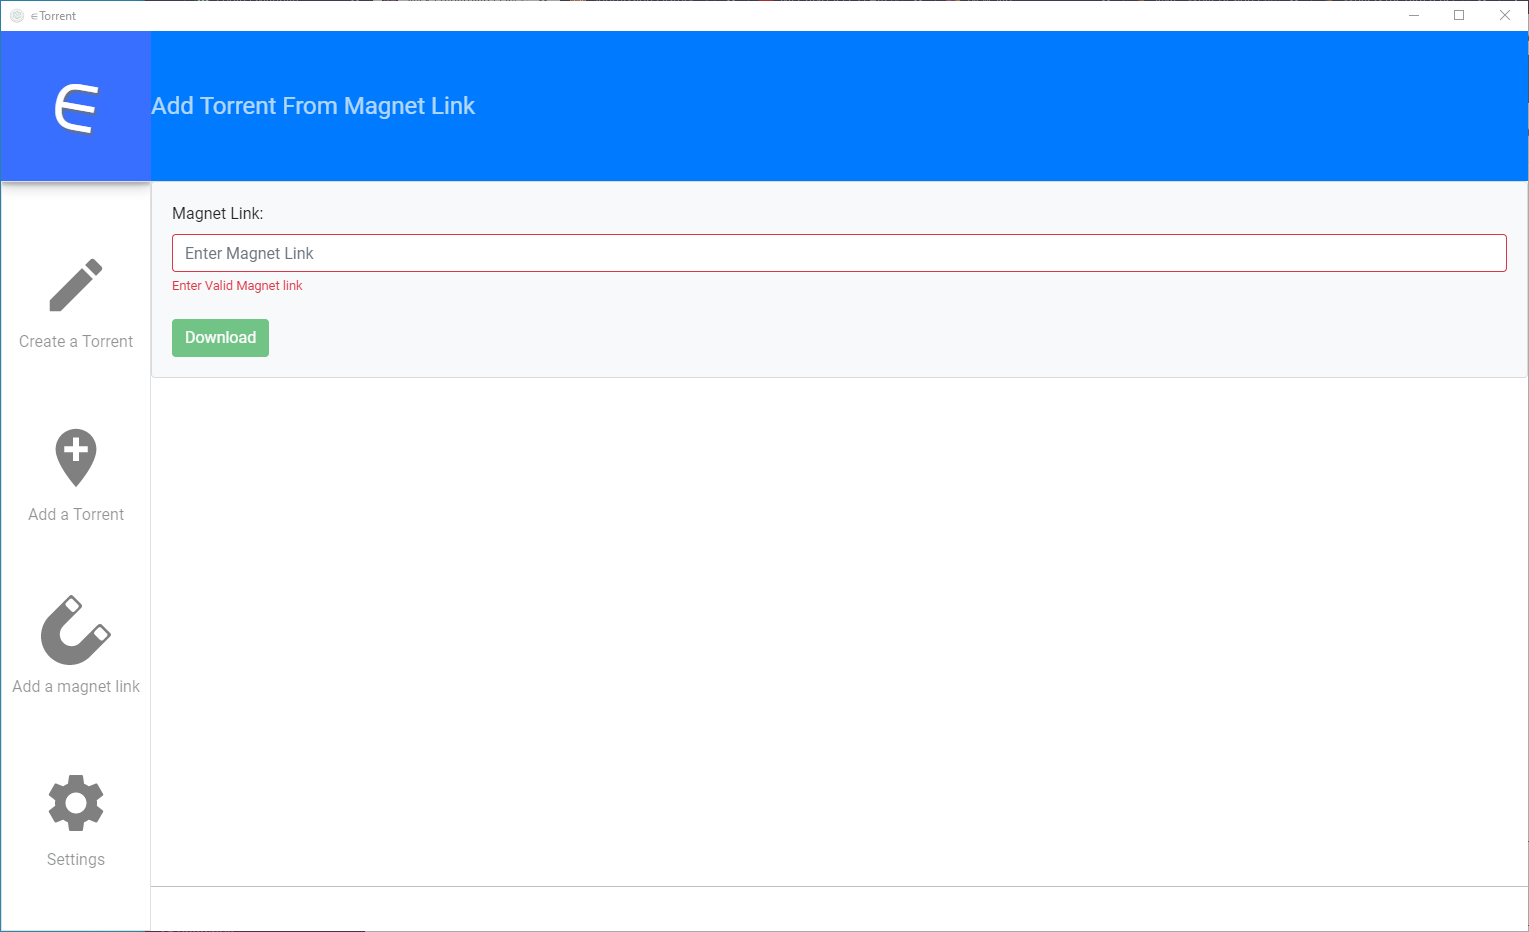 ∈Torrent
∈
Add Torrent From Magnet Link
Magnet Link:
Enter Magnet Link
Enter Valid Magnet link
Download
Create a Torrent
Add a Torrent
Add a magnet link
Settings